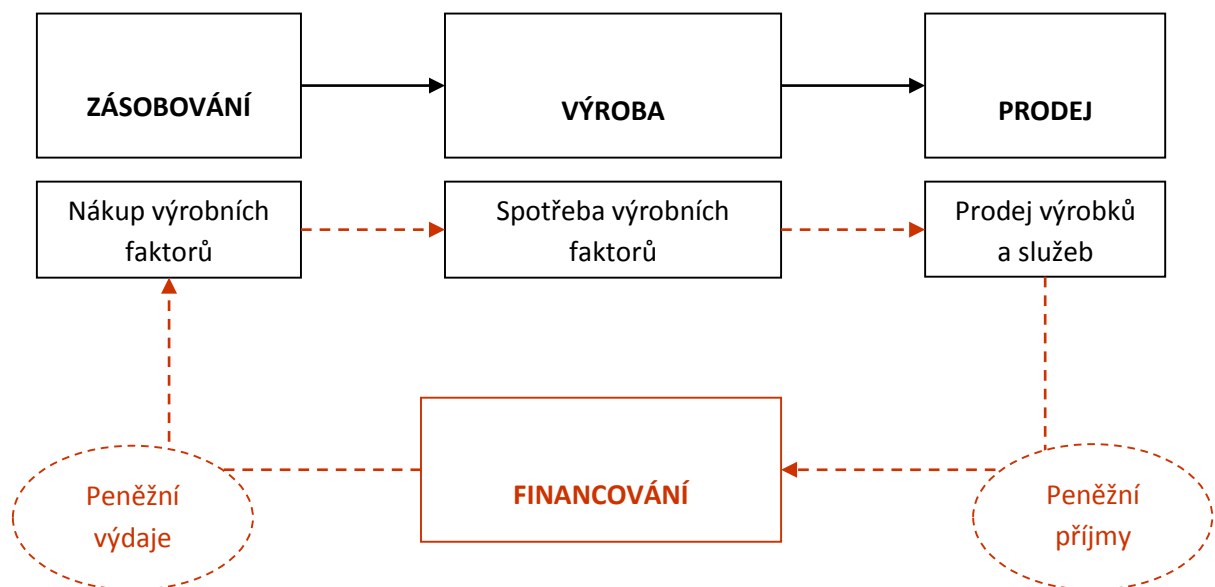 ZÁSOBOVÁNÍ
VÝROBA
PRODEJ
Nákup výrobních
faktorů
Spotřeba výrobních
faktorů
Prodej výrobků
a služeb
Peněžní
výdaje
FINANCOVÁNÍ
Peněžní
příjmy